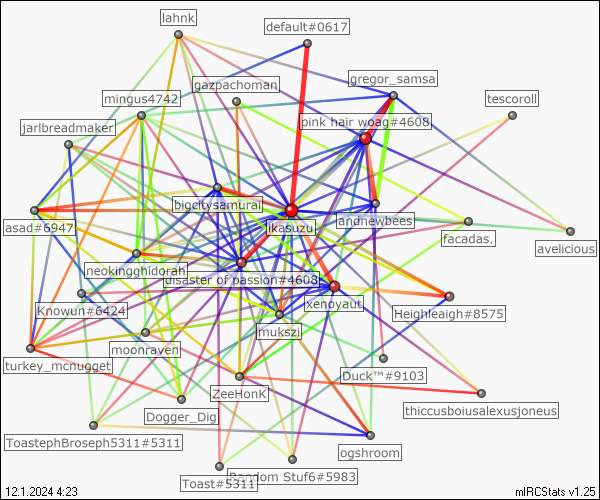 lahnk
default#0617
gregor_samsa
gazpachoman
tescoroll
mingus4742
pink hair woag#4608
jarlbreadmaker
bigcitysamurai
andnewbees
asad#6947
ikasuzu
facadas.
avelicious
neokingghidorah
disaster of passion#4608
xenoyaut
Knowun#6424
Heighleigh#8575
mukszi
moonraven
turkey_mcnugget
Duck™#9103
ZeeHonK
thiccusboiusalexusjoneus
Dogger_Dig
ToastephBroseph5311#5311
ogshroom
Random Stuf6#5983
Toast#5311
12.1.2024 4:23
mIRCStats v1.25